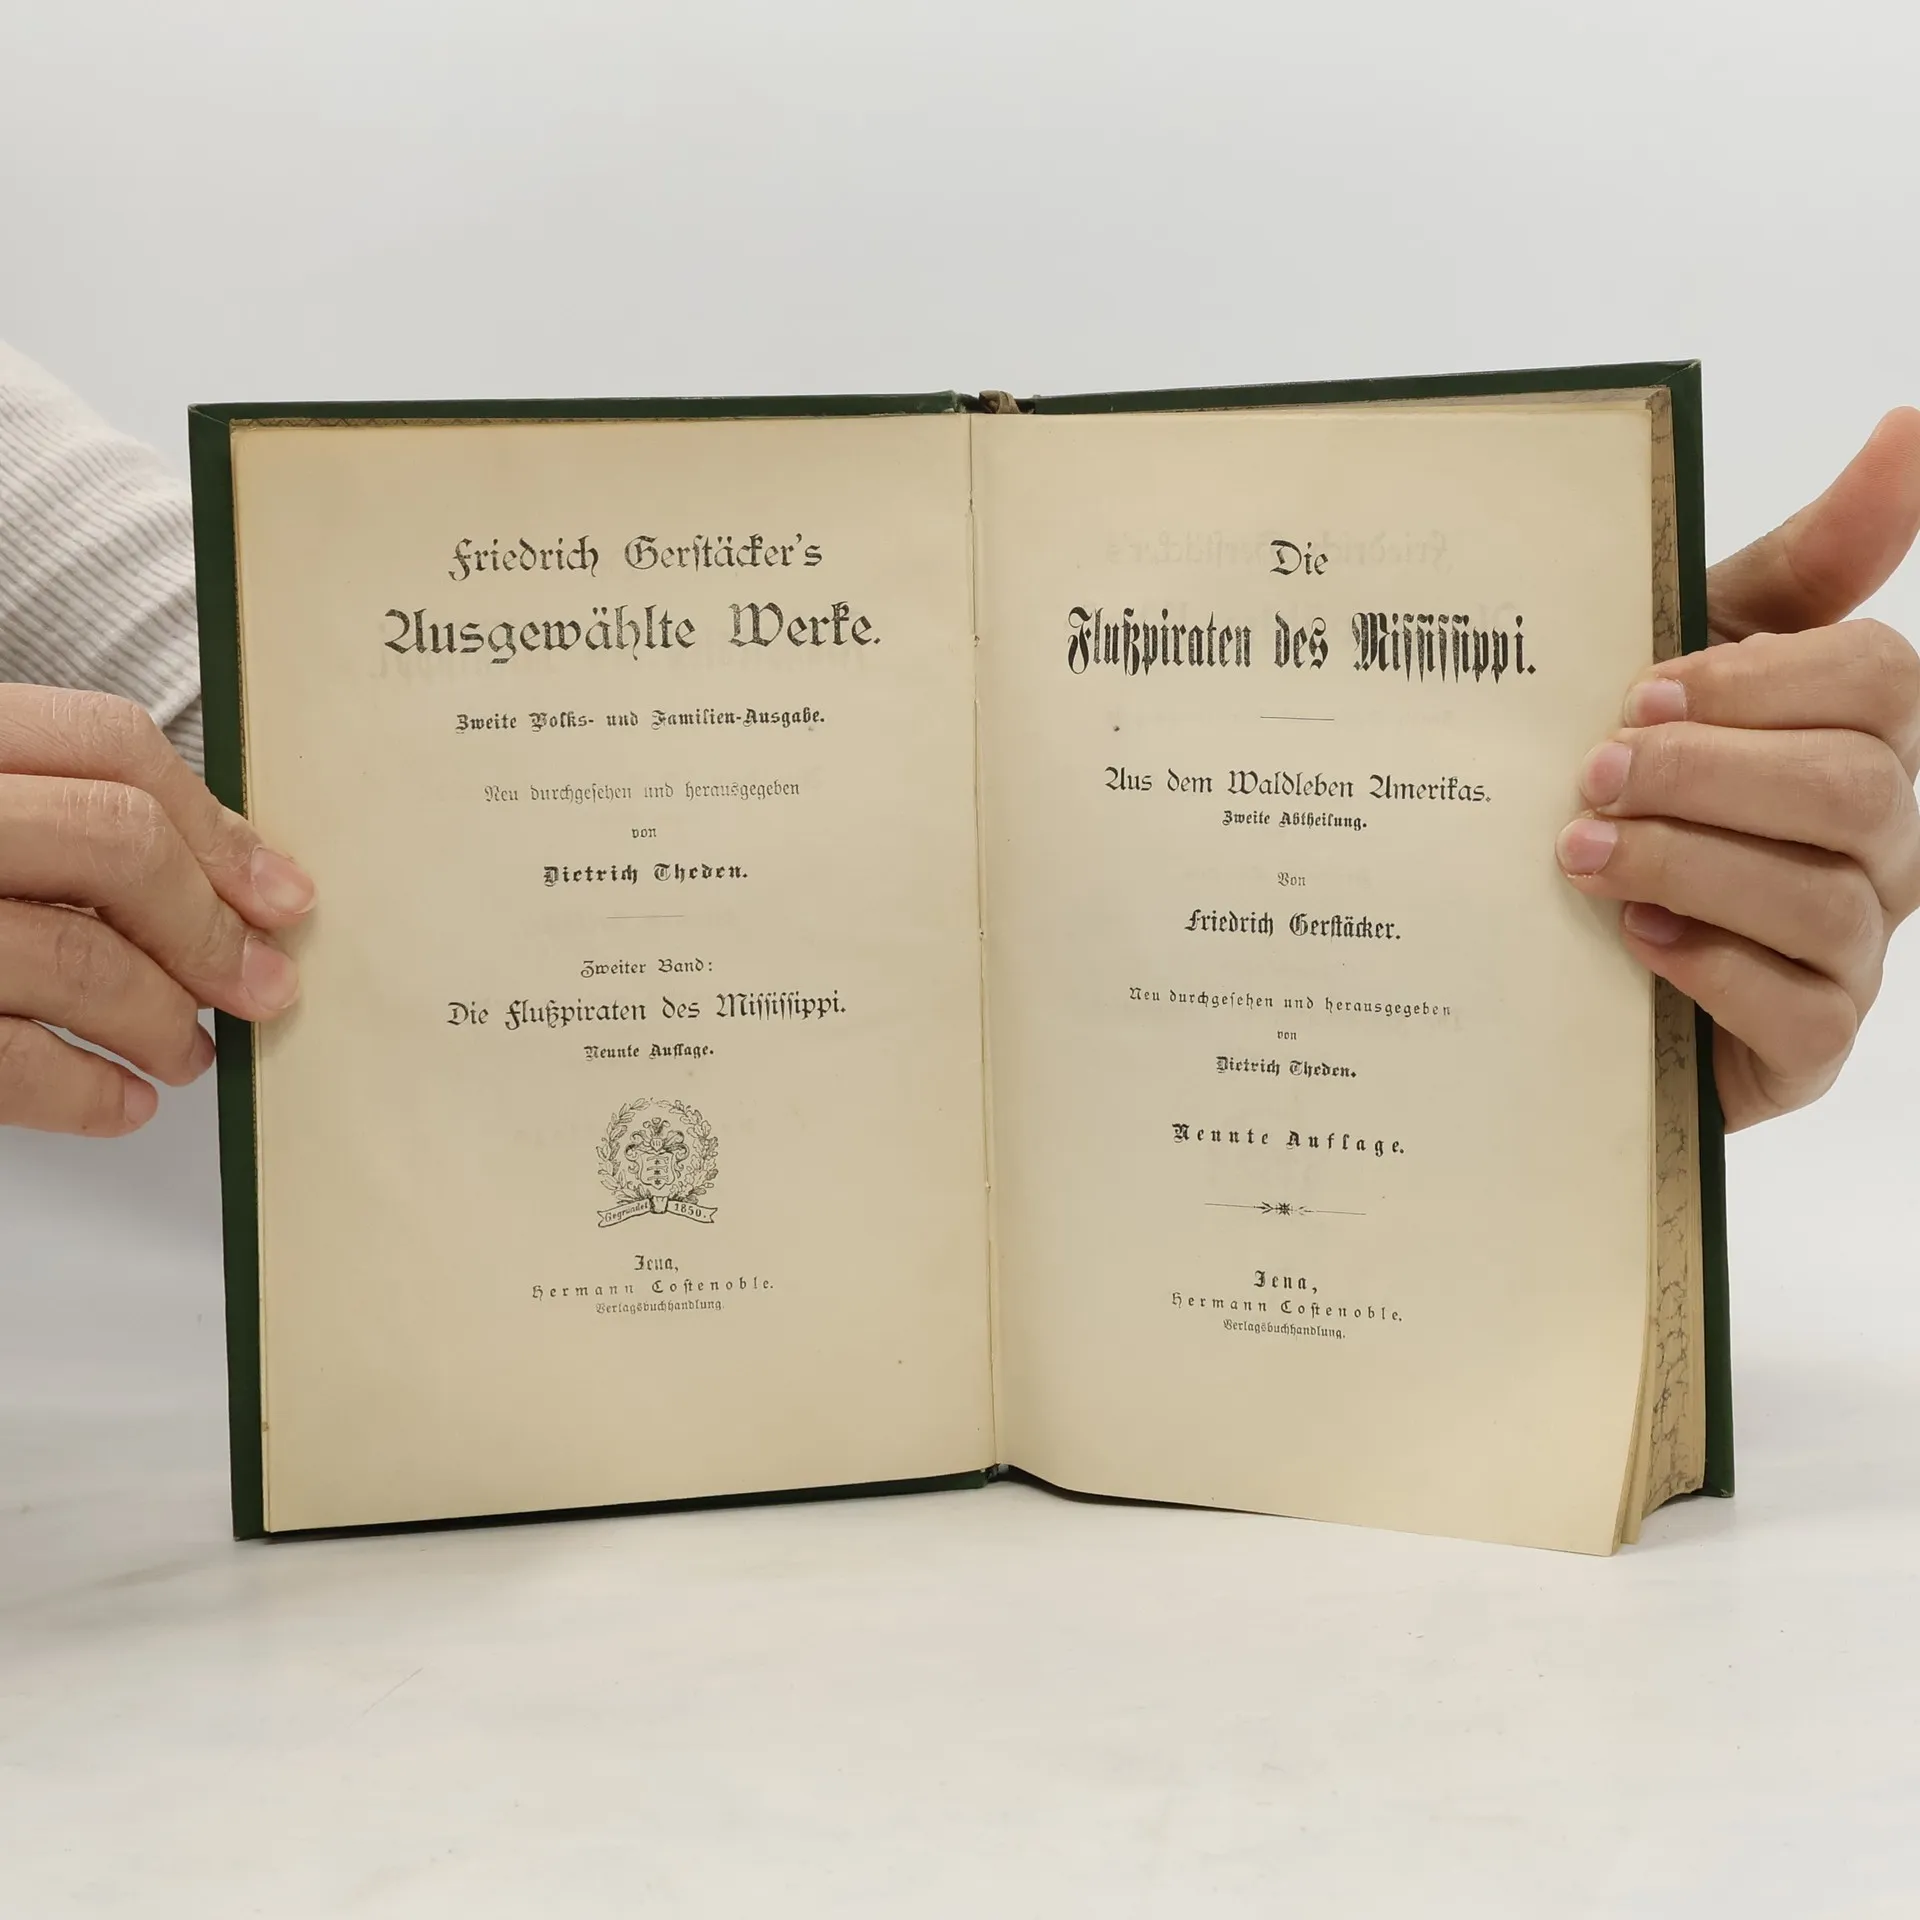 Friedrich Gerstäcker's
Ausgewählte Werke.
Zweite Volks- und Familien-Ausgabe.
Neu durchgesehen und herausgegeben
von
Dietrich Theden.
Zweiter Band:
Die Flußpiraten des Mississippi.
Neunte Auflage.
Gegründet 1850.
Jena,
Hermann Costenoble.
Verlagsbuchhandlung.
Die
Flußpiraten des Mississippi.
Aus dem Waldleben Amerikas.
Zweite Abtheilung.
Von
Friedrich Gerstäcker.
Neu durchgesehen und herausgegeben
von
Dietrich Theden.
Neunte Auflage.
Jena,
Hermann Costenoble.
Verlagsbuchhandlung.